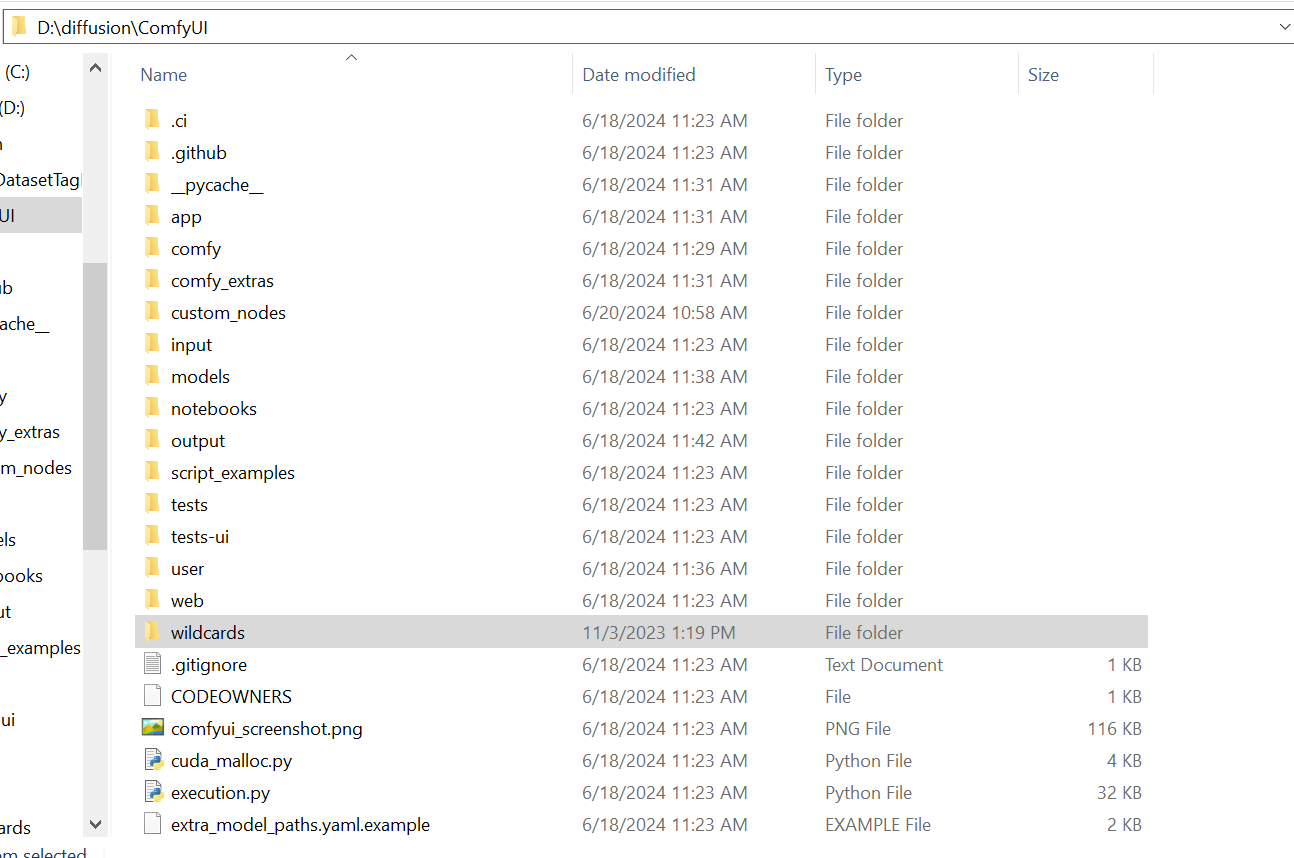 D:\diffusion\ComfyUI
(C:)
(D:)
DatasetTag
UI
ache__
y_extras
m_nodes
els
ooks
ut
_examples
ui
ards
m selected
Name Date modified Type Size
.ci 6/18/2024 11:23 AM File folder
.github 6/18/2024 11:23 AM File folder
__pycache__ 6/18/2024 11:31 AM File folder
app 6/18/2024 11:31 AM File folder
comfy 6/18/2024 11:29 AM File folder
comfy_extras 6/18/2024 11:31 AM File folder
custom_nodes 6/20/2024 10:58 AM File folder
input 6/18/2024 11:23 AM File folder
models 6/18/2024 11:38 AM File folder
notebooks 6/18/2024 11:23 AM File folder
output 6/18/2024 11:42 AM File folder
script_examples 6/18/2024 11:23 AM File folder
tests 6/18/2024 11:23 AM File folder
tests-ui 6/18/2024 11:23 AM File folder
user 6/18/2024 11:36 AM File folder
web 6/18/2024 11:23 AM File folder
wildcards 11/3/2023 1:19 PM File folder
.gitignore 6/18/2024 11:23 AM Text Document 1 KB
CODEOWNERS 6/18/2024 11:23 AM File 1 KB
comfyui_screenshot.png 6/18/2024 11:23 AM PNG File 116 KB
cuda_malloc.py 6/18/2024 11:23 AM Python File 4 KB
execution.py 6/18/2024 11:23 AM Python File 32 KB
extra_model_paths.yaml.example 6/18/2024 11:23 AM EXAMPLE File 2 KB